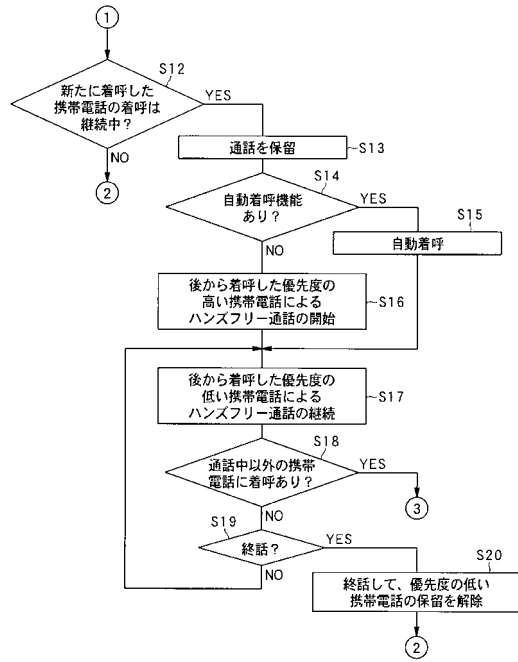 1
S12
新たに着呼した
携帯電話の着呼は
継続中?
YES
NO
2
通話を保留
S13
S14
自動着呼機能
あり?
YES
NO
S15
自動着呼
後から着呼した優先度の
高い携帯電話による
ハンズフリー通話の開始
S16
後から着呼した優先度の
低い携帯電話による
ハンズフリー通話の継続
S17
S18
通話中以外の携帯
電話に着呼あり?
YES
NO
3
S19
終話?
YES
NO
S20
終話して、優先度の低い
携帯電話の保留を解除
2